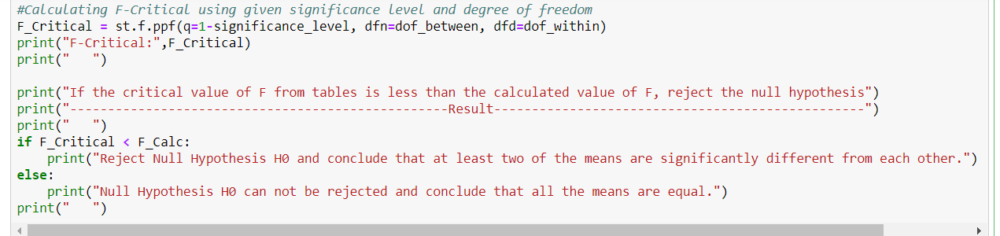 #Calculating F-Critical using given significance level and degree of freedom
F_Critical = st.f.ppf(q=1-significance_level, dfn=dof_between, dfd=dof_within)
print("F-Critical:",F_Critical)
print("   ")

print("If the critical value of F from tables is less than the calculated value of F, reject the null hypothesis")
print("--------------------------------------------------Result-------------------------------------------------")
print("   ")
if F_Critical < F_Calc:
    print("Reject Null Hypothesis H0 and conclude that at least two of the means are significantly different from each other.")
else:
    print("Null Hypothesis H0 can not be rejected and conclude that all the means are equal.")
print("   ")